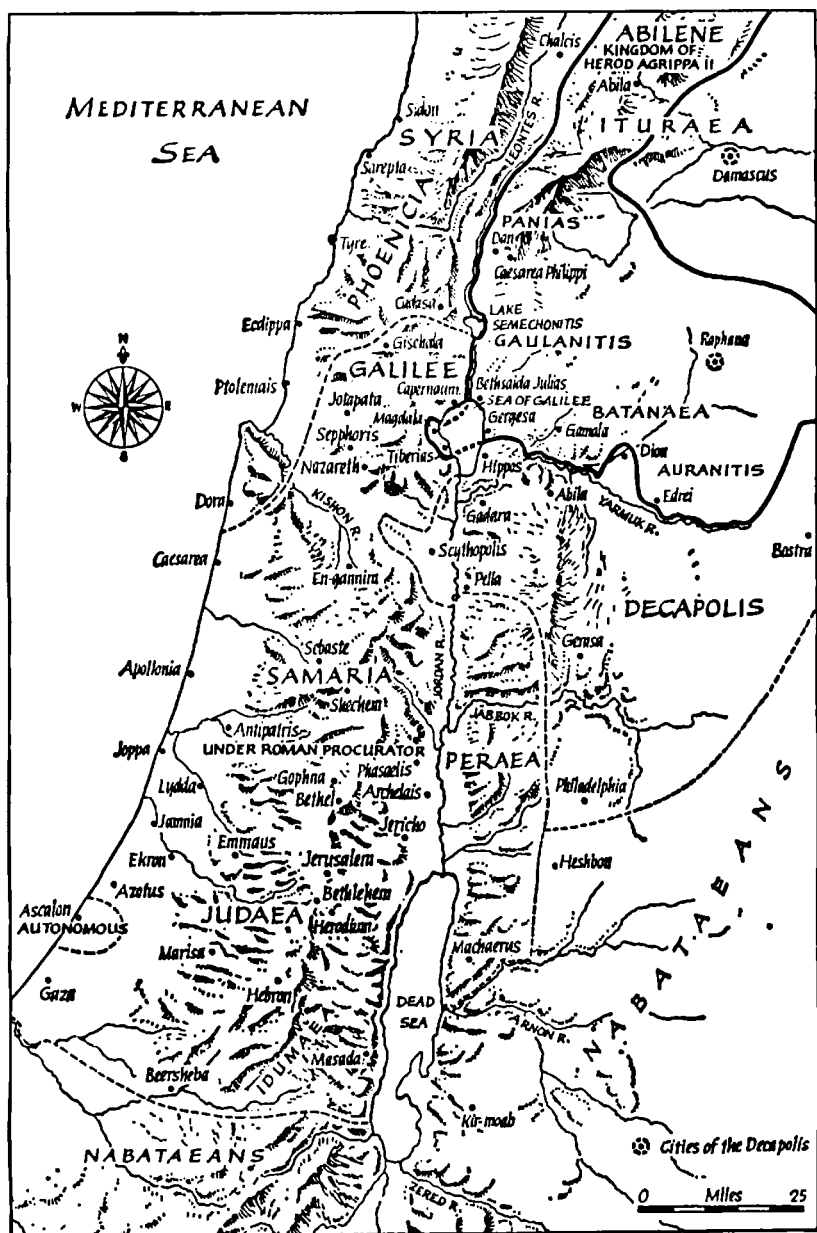 ABILENE
KINGDOM OF
HEROD AGRIPPA II
Chalcis
Abila
MEDITERRANEAN
SEA
Sidon
SYRIA
LEONTES R.
ITURAEA
Damascus
Sarepta
PHOENICIA
PANIAS
Dan
Tyre
Caesarea Philippi
LAKE
SEMECHONITIS
Ecdippa
Gischala
GAULANITIS
Raphana
N
W
E
S
GALILEE
Ptolemais
Capernaum
Bethsaida Julias
SEA OF GALILEE
Jotapata
BATANAEA
Magdala
Gergesa
Gamala
Sepphoris
Tiberias
Dion
Nazareth
Hippos
AURANITIS
Dora
KISHON R.
Abila
Edrei
Gadara
YARMUK R.
Bostra
Caesarea
Scythopolis
En-gannim
Pella
DECAPOLIS
Sebaste
Gerasa
JORDAN R.
Apollonia
SAMARIA
Shechem
JABBOK R.
Antipatris
Joppa
UNDER ROMAN PROCURATOR
PERAEA
Phasaelis
Lydda
Gophna
Archelais
Philadelphia
Bethel
Jamnia
Jericho
Emmaus
Ekron
Jerusalem
Heshbon
NABATAEANS
Azotus
Bethlehem
Ascalon
AUTONOMOUS
JUDAEA
Herodium
Marisa
Machaerus
Gaza
Hebron
DEAD
SEA
ARNON R.
IDUMAEA
Masada
Beersheba
Kir-moab
NABATAEANS
Cities of the Decapolis
ZERED R.
0 Miles 25